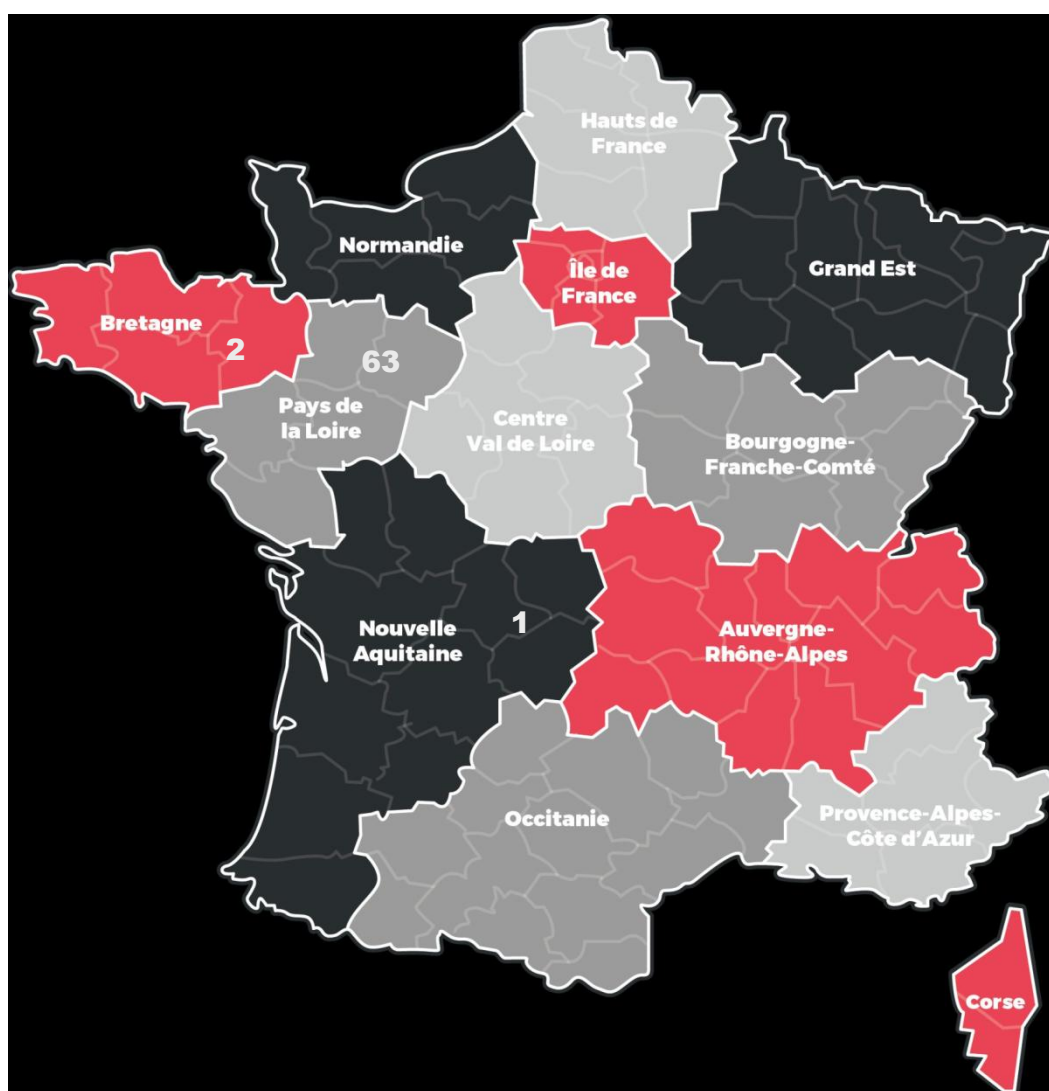 Hauts de
France
Normandie
Île de
France
Grand Est
Bretagne
2
63
Pays de
la Loire
Centre
Val de Loire
Bourgogne-
Franche-Comté
1
Nouvelle
Aquitaine
Auvergne-
Rhône-Alpes
Occitanie
Provence-Alpes-
Côte d'Azur
Corse